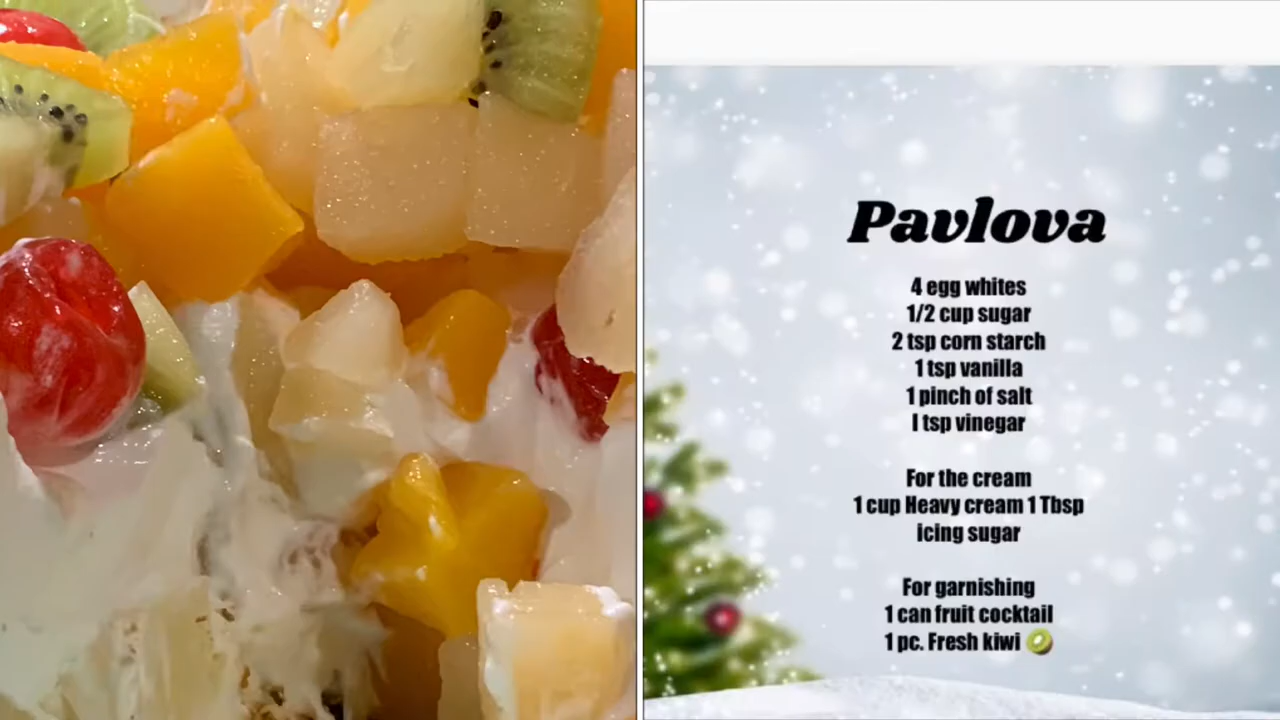 Pavlova
4 egg whites
1/2 cup sugar
2 tsp corn starch
1 tsp vanilla
1 pinch of salt
I tsp vinegar
For the cream
1 cup Heavy cream 1 Tbsp
icing sugar
For garnishing
1 can fruit cocktail
1 pc. Fresh kiwi 🥝